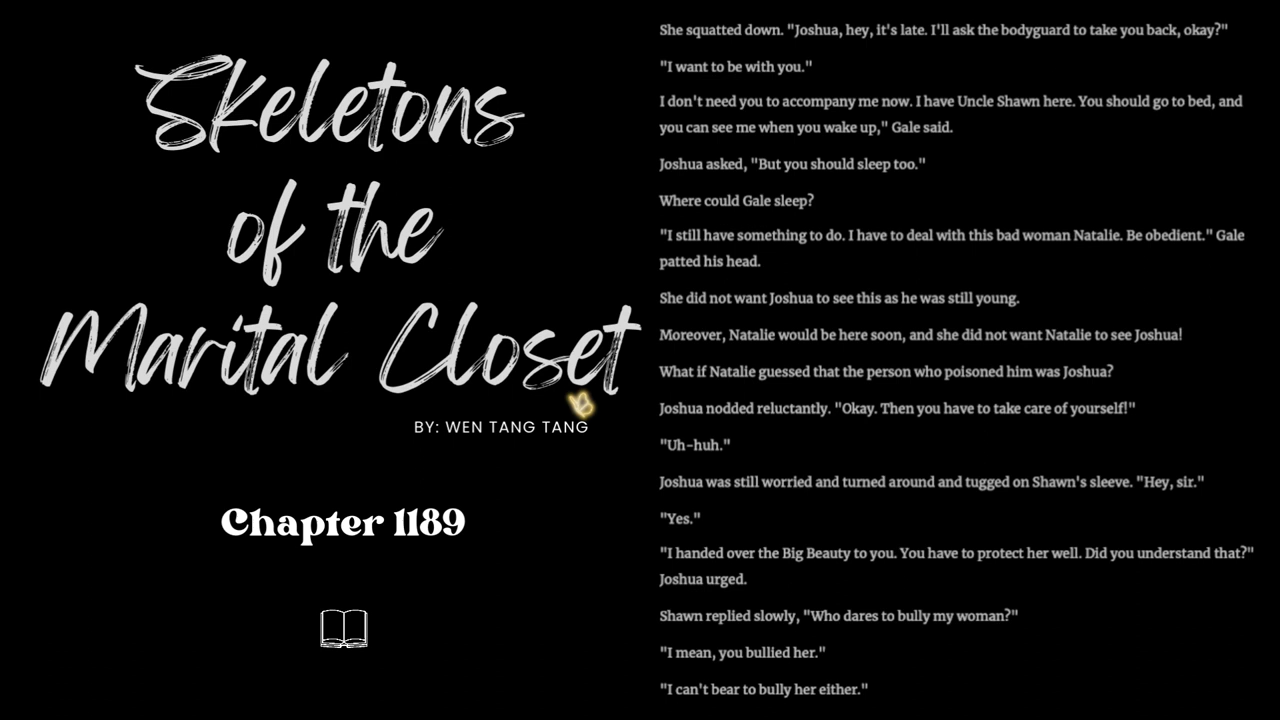 Skeletons
of the
Marital Closet
BY: WEN TANG TANG
Chapter 1189
She squatted down. "Joshua, hey, it's late. I'll ask the bodyguard to take you back, okay?"
"I want to be with you."
I don't need you to accompany me now. I have Uncle Shawn here. You should go to bed, and
you can see me when you wake up," Gale said.
Joshua asked, "But you should sleep too."
Where could Gale sleep?
"I still have something to do. I have to deal with this bad woman Natalie. Be obedient." Gale
patted his head.
She did not want Joshua to see this as he was still young.
Moreover, Natalie would be here soon, and she did not want Natalie to see Joshua!
What if Natalie guessed that the person who poisoned him was Joshua?
Joshua nodded reluctantly. "Okay. Then you have to take care of yourself!"
"Uh-huh."
Joshua was still worried and turned around and tugged on Shawn's sleeve. "Hey, sir."
"Yes."
"I handed over the Big Beauty to you. You have to protect her well. Did you understand that?"
Joshua urged.
Shawn replied slowly, "Who dares to bully my woman?"
"I mean, you bullied her."
"I can't bear to bully her either."